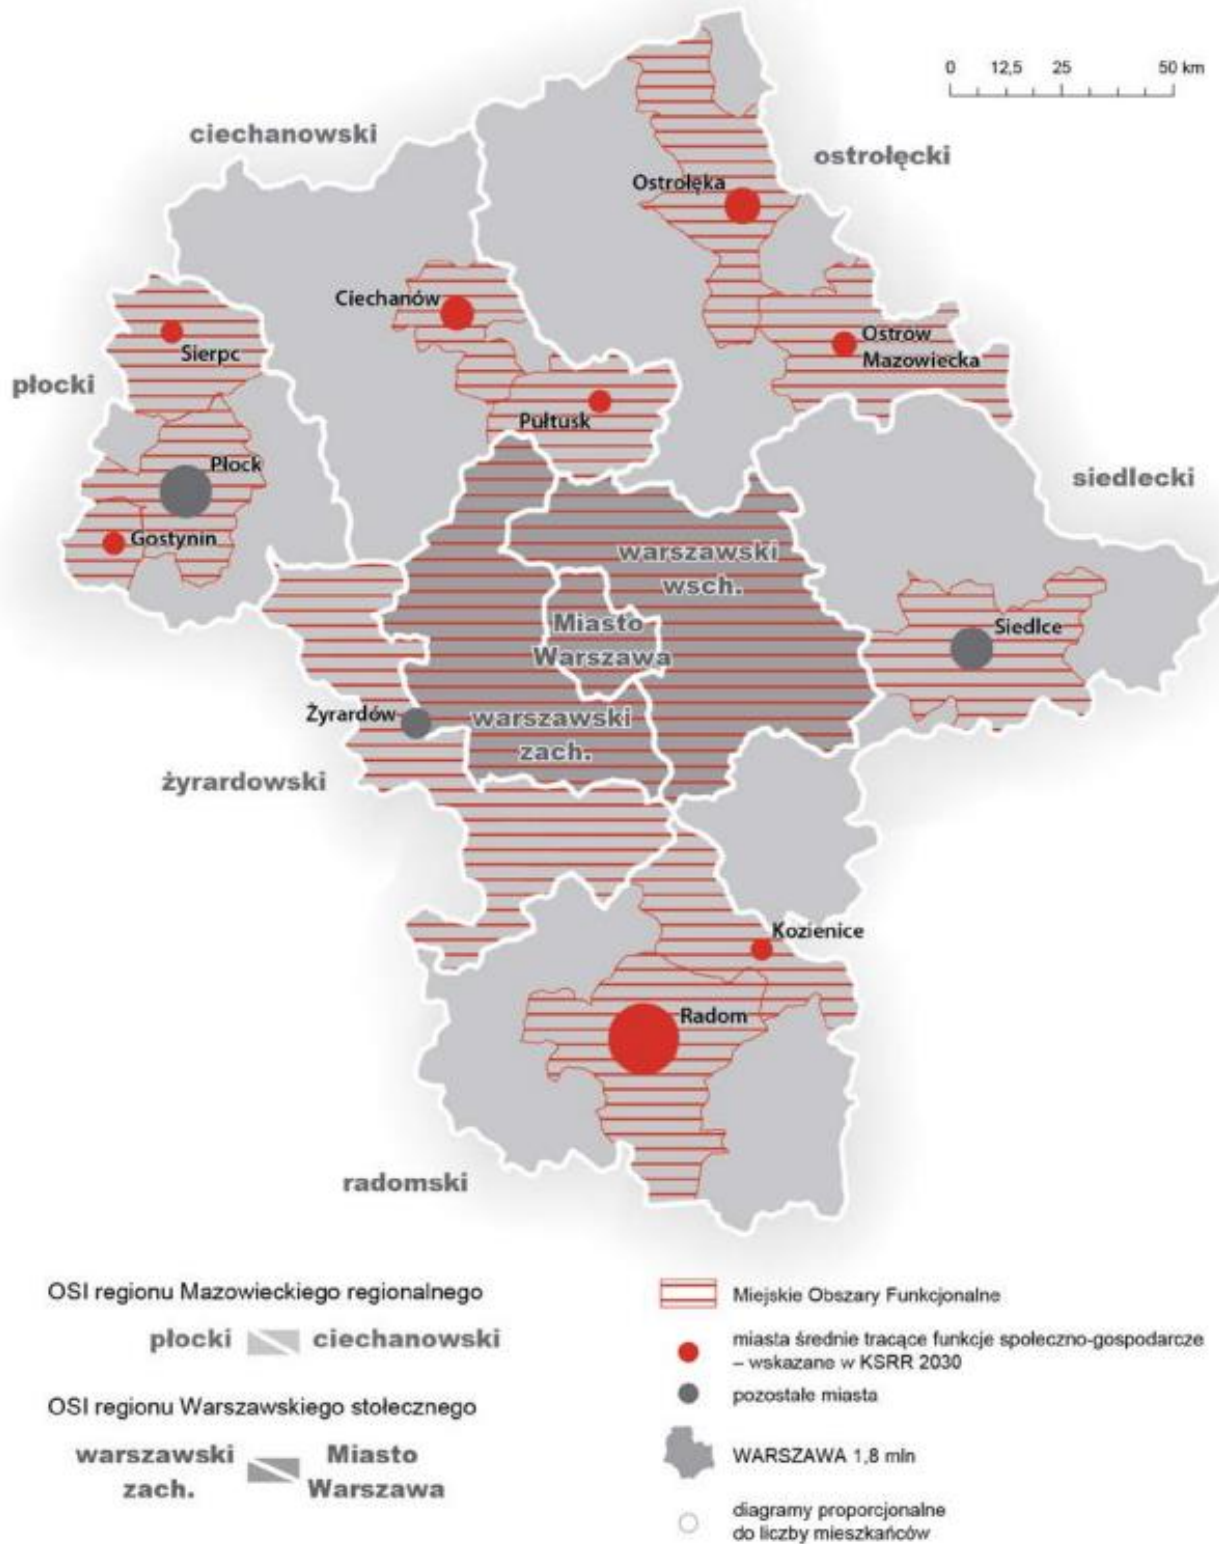 0 12,5 25 50 km
ciechanowski
ostrołęcki
Ostrołęka
Ciechanów
Sierpc
Ostrów
Mazowiecka
płocki
Pułtusk
Płock
siedlecki
Gostynin
warszawski
wsch.
Miasto
Warszawa
Siedlce
Żyrardów
warszawski
zach.
żyrardowski
Kozienice
Radom
radomski
OSI regionu Mazowieckiego regionalnego
płocki ciechanowski
OSI regionu Warszawskiego stołecznego
warszawski
zach.
Miasto
Warszawa
Miejskie Obszary Funkcjonalne
miasta średnie tracące funkcje społeczno-gospodarcze
– wskazane w KSRR 2030
pozostałe miasta
WARSZAWA 1,8 mln
diagramy proporcjonalne
do liczby mieszkańców